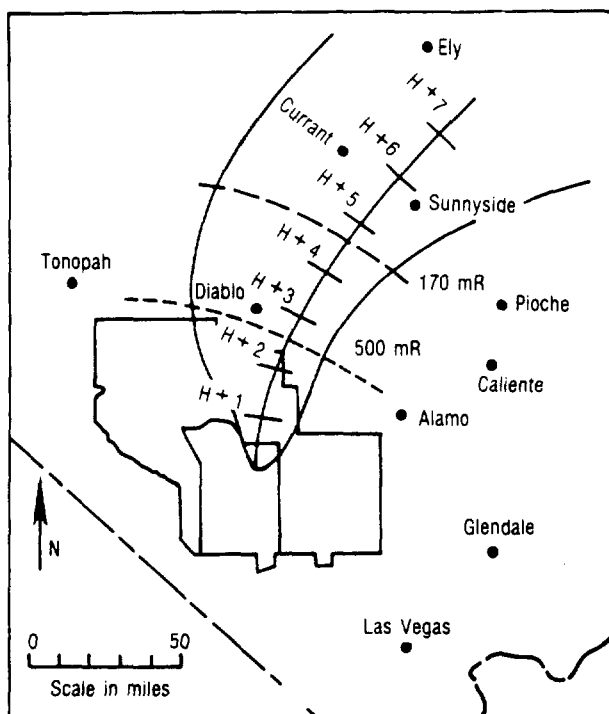 Ely
H + 7
Currant
H + 6
H + 5
Sunnyside
H + 4
Tonopah
Diablo
H + 3
170 mR
Pioche
500 mR
H + 2
Caliente
H + 1
Alamo
N
Glendale
Las Vegas
0 50
Scale in miles